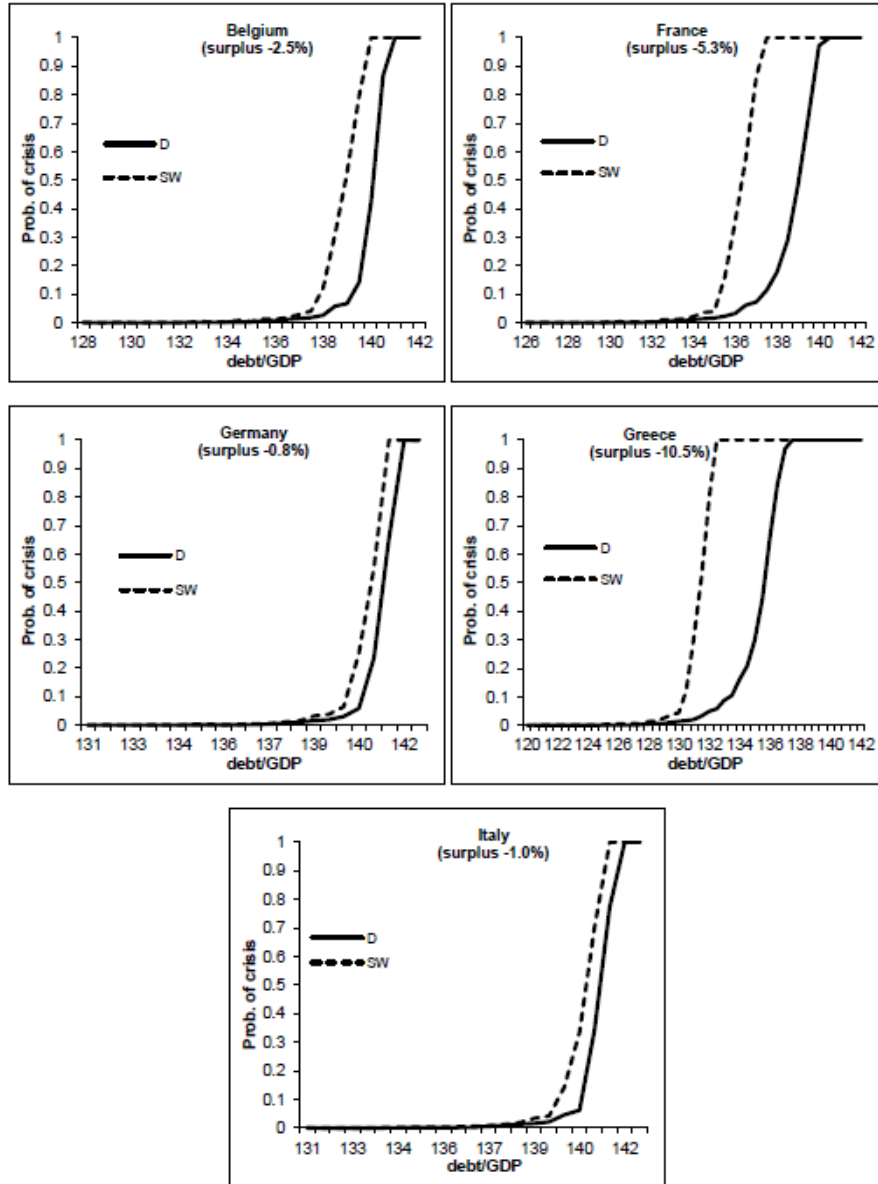 Belgium
(surplus -2.5%)
1
0.9
0.8
0.7
0.6
0.5
0.4
0.3
0.2
0.1
0
Prob. of crisis
D
SW
128 130 132 134 136 138 140 142
debt/GDP
France
(surplus -5.3%)
1
0.9
0.8
0.7
0.6
0.5
0.4
0.3
0.2
0.1
0
Prob. of crisis
D
SW
126 128 130 132 134 135 136 138 140 142
debt/GDP
Germany
(surplus -0.8%)
1
0.9
0.8
0.7
0.6
0.5
0.4
0.3
0.2
0.1
0
Prob. of crisis
D
SW
131 133 134 136 137 139 140 142
debt/GDP
Greece
(surplus -10.5%)
1
0.9
0.8
0.7
0.6
0.5
0.4
0.3
0.2
0.1
0
Prob. of crisis
D
SW
120 122 124 126 128 130 132 134 136 138 140 142
debt/GDP
Italy
(surplus -1.0%)
1
0.9
0.8
0.7
0.6
0.5
0.4
0.3
0.2
0.1
0
Prob. of crisis
D
SW
131 133 134 136 137 139 140 142
debt/GDP